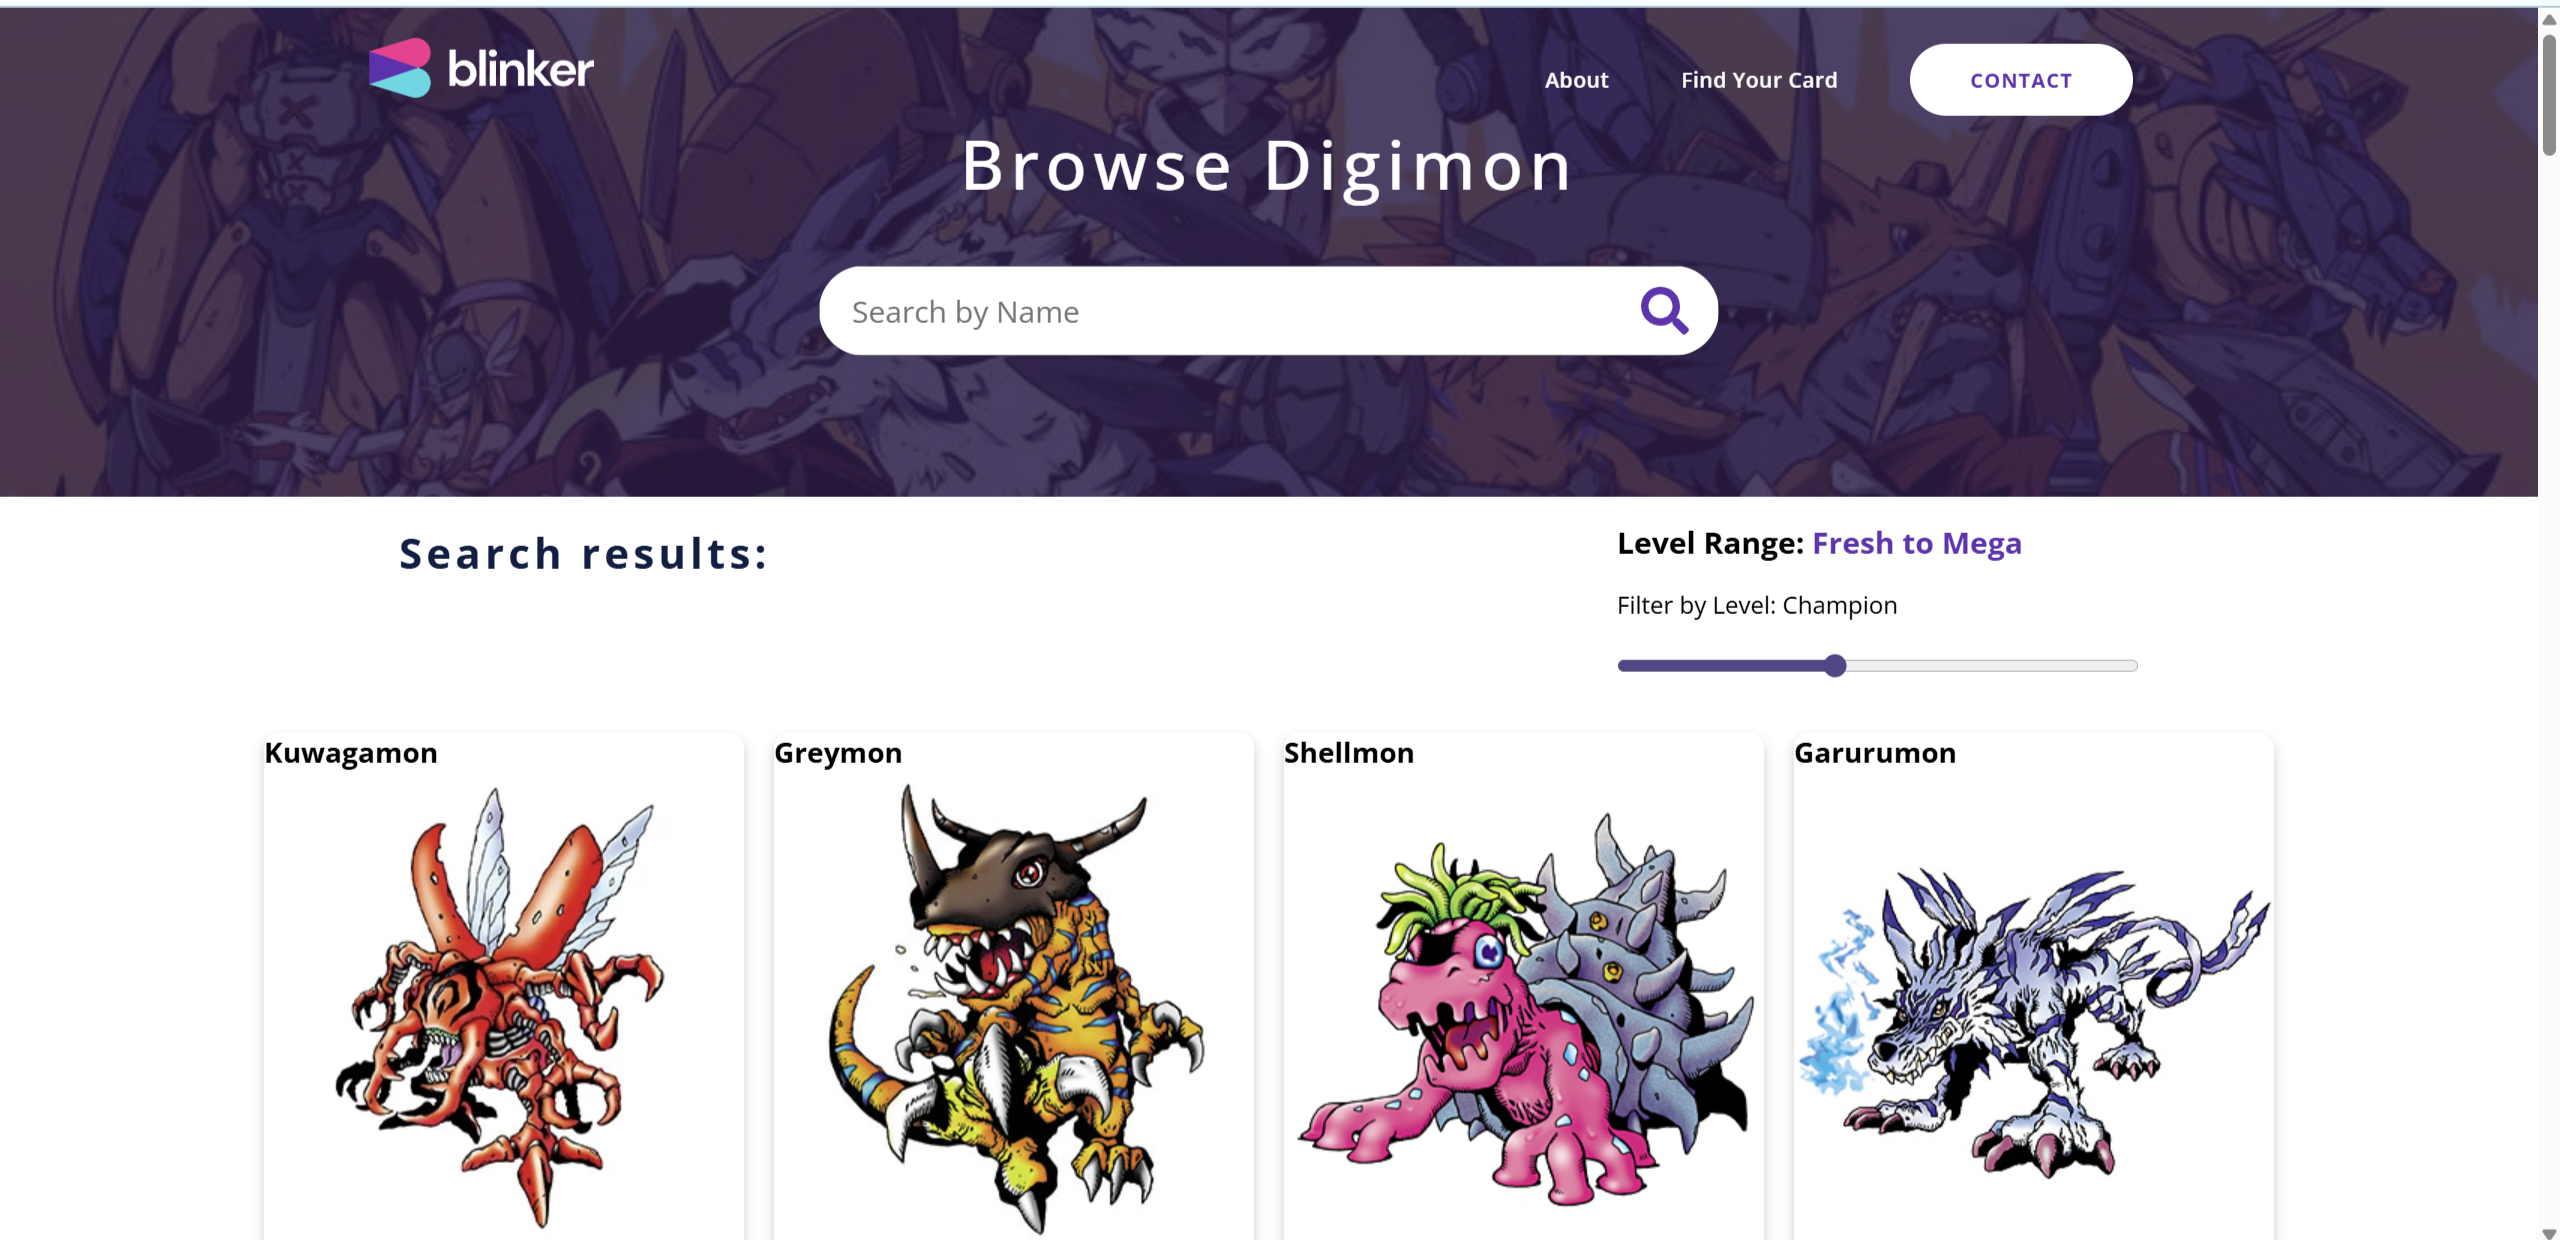 blinker
About
Find Your Card
CONTACT
Browse Digimon
Search by Name
Search results:
Level Range: Fresh to Mega
Filter by Level: Champion
Kuwagamon
Greymon
Shellmon
Garurumon